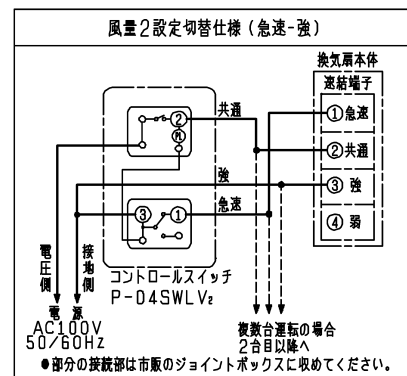 風量2設定切替仕様（急速-強）
換気扇本体
速結端子
①急速
②共通
③ 強
④ 弱
共通
強
急速
②
PL
③
①
コントロールスイッチ
P-04SWLV₂
電圧側
接地側
電源
AC100V
50/60Hz
複数台運転の場合
2台目以降へ
●部分の接続部は市販のジョイントボックスに収めてください。